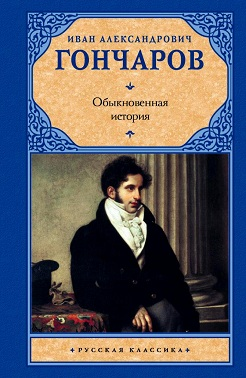 ИВАН АЛЕКСАНДРОВИЧ
ГОНЧАРОВ
Обыкновенная
история
РУССКАЯ КЛАССИКА